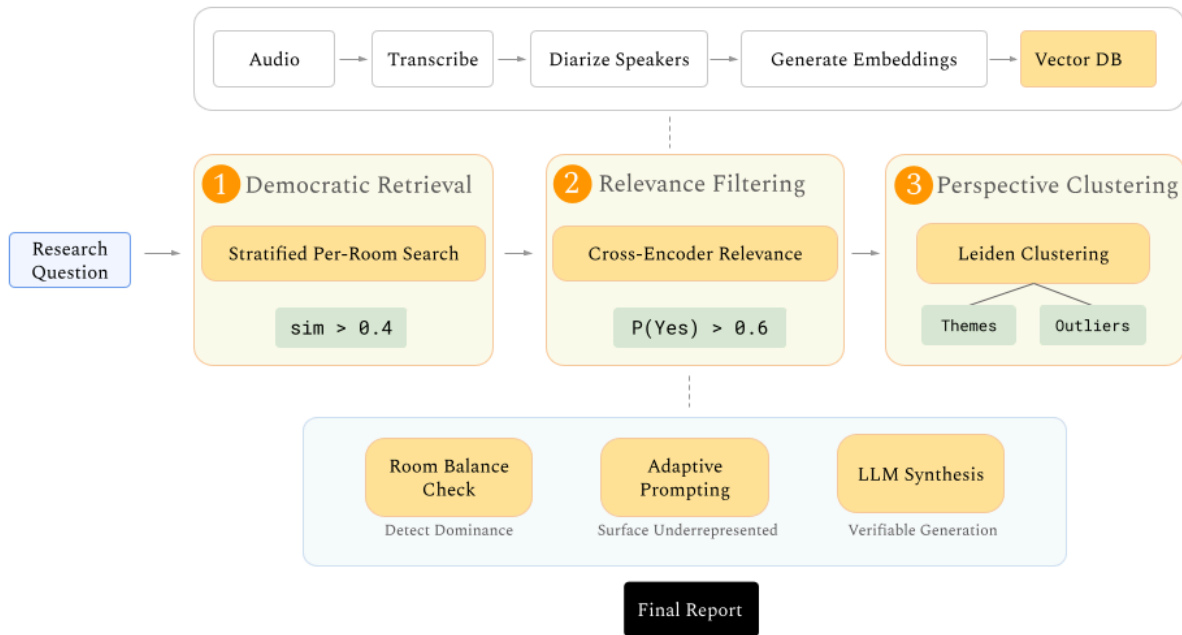 Audio
Transcribe
Diarize Speakers
Generate Embeddings
Vector DB
1 Democratic Retrieval
2 Relevance Filtering
3 Perspective Clustering
Research
Question
Stratified Per-Room Search
Cross-Encoder Relevance
Leiden Clustering
sim > 0.4
P(Yes) > 0.6
Themes
Outliers
Room Balance
Check
Detect Dominance
Adaptive
Prompting
Surface Underrepresented
LLM Synthesis
Verifiable Generation
Final Report